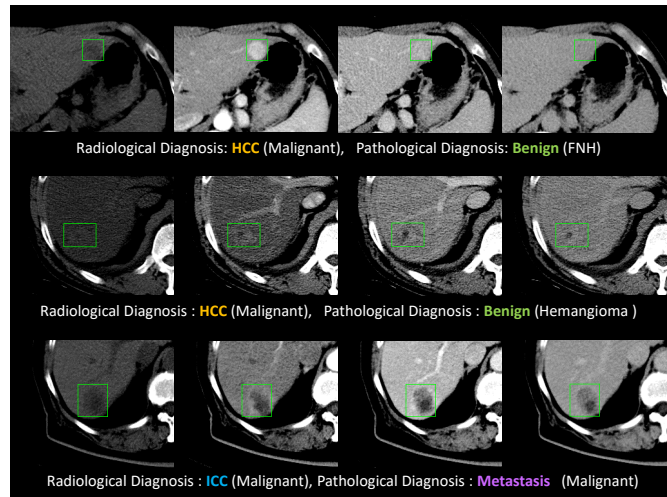 Radiological Diagnosis: HCC (Malignant), Pathological Diagnosis: Benign (FNH)
Radiological Diagnosis : HCC (Malignant), Pathological Diagnosis : Benign (Hemangioma )
Radiological Diagnosis : ICC (Malignant), Pathological Diagnosis : Metastasis (Malignant)